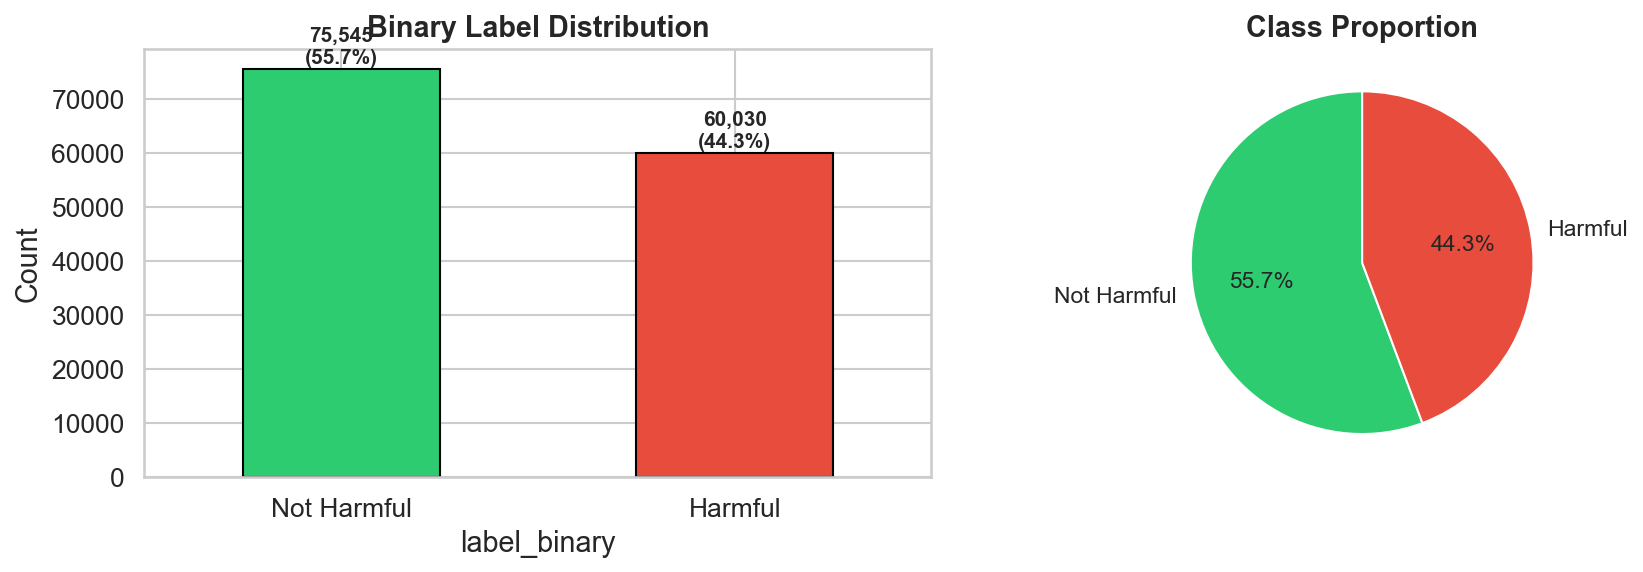 Binary Label Distribution
75,545
(55.7%)
60,030
(44.3%)
70000
60000
50000
40000
30000
20000
10000
0
Count
Not Harmful
Harmful
label_binary
Class Proportion
44.3%
Harmful
55.7%
Not Harmful